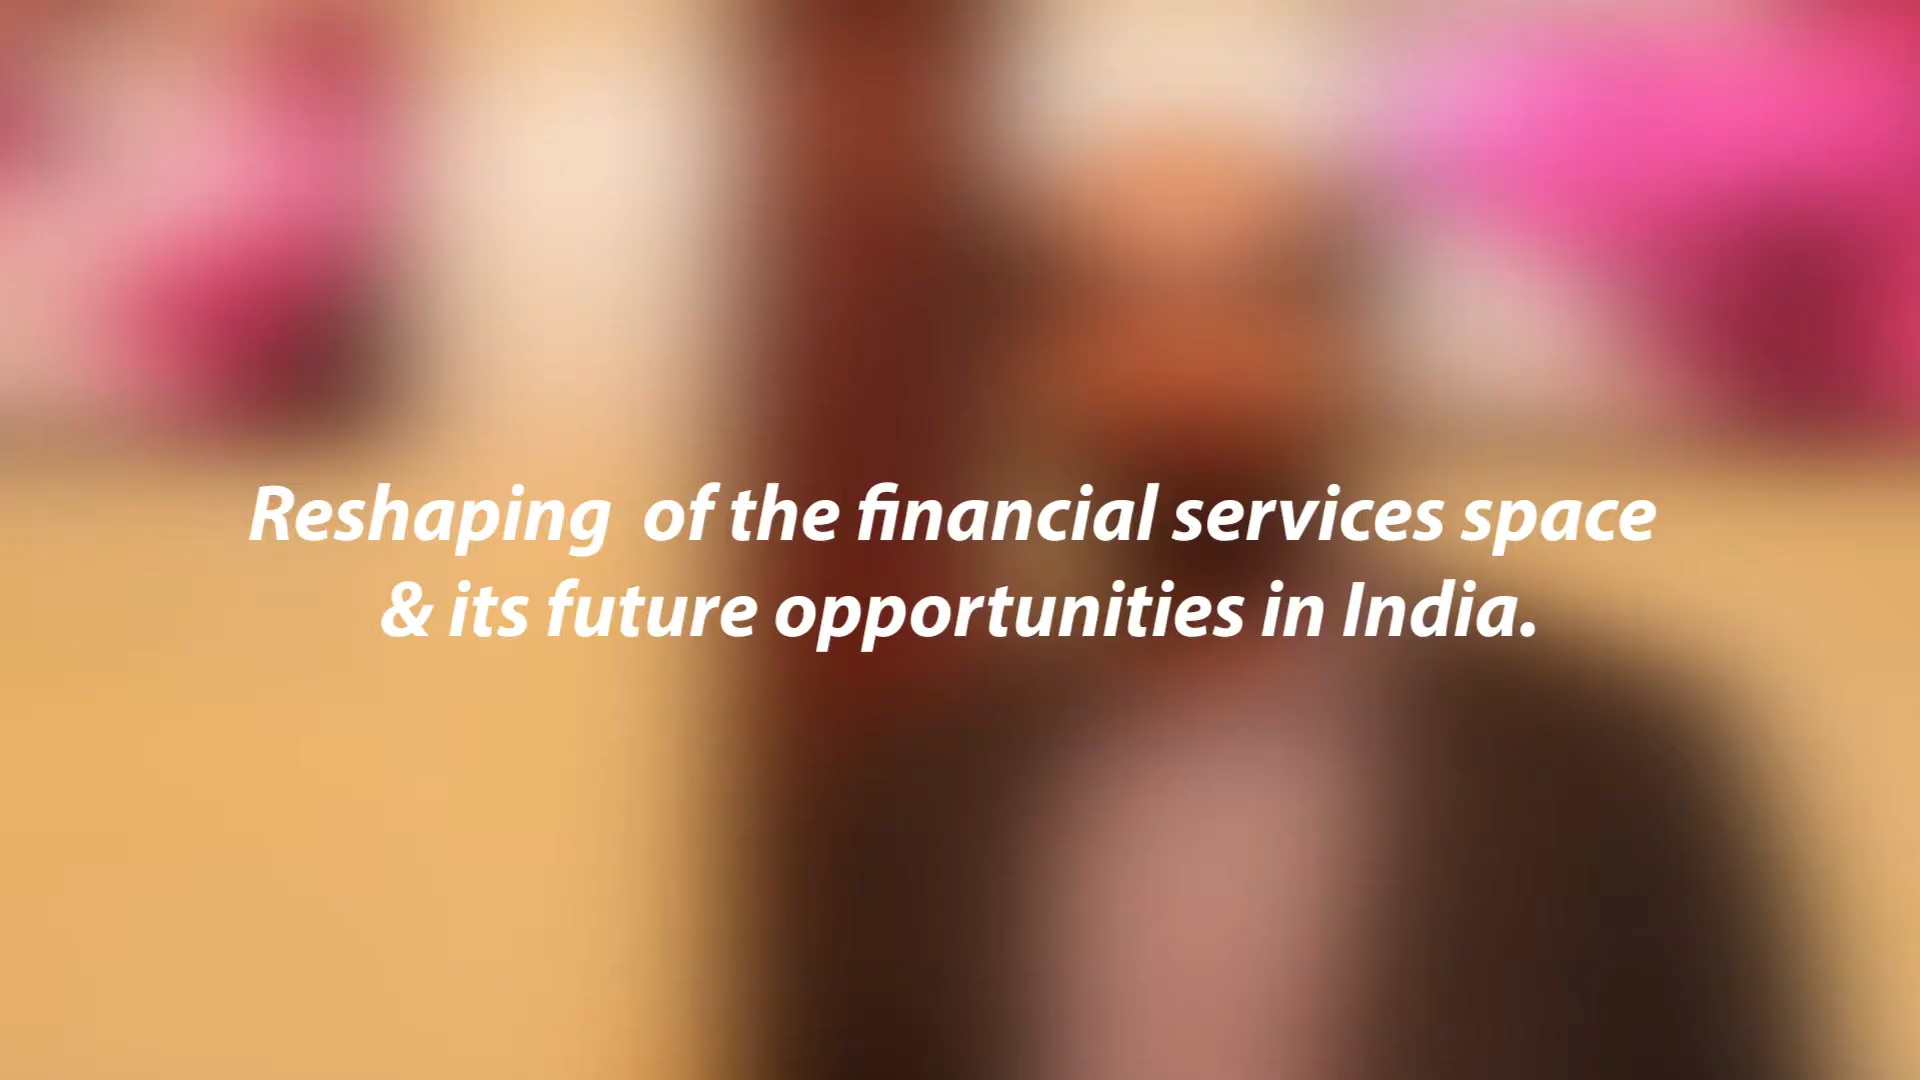 Reshaping  of the financial services space
& its future opportunities in India.